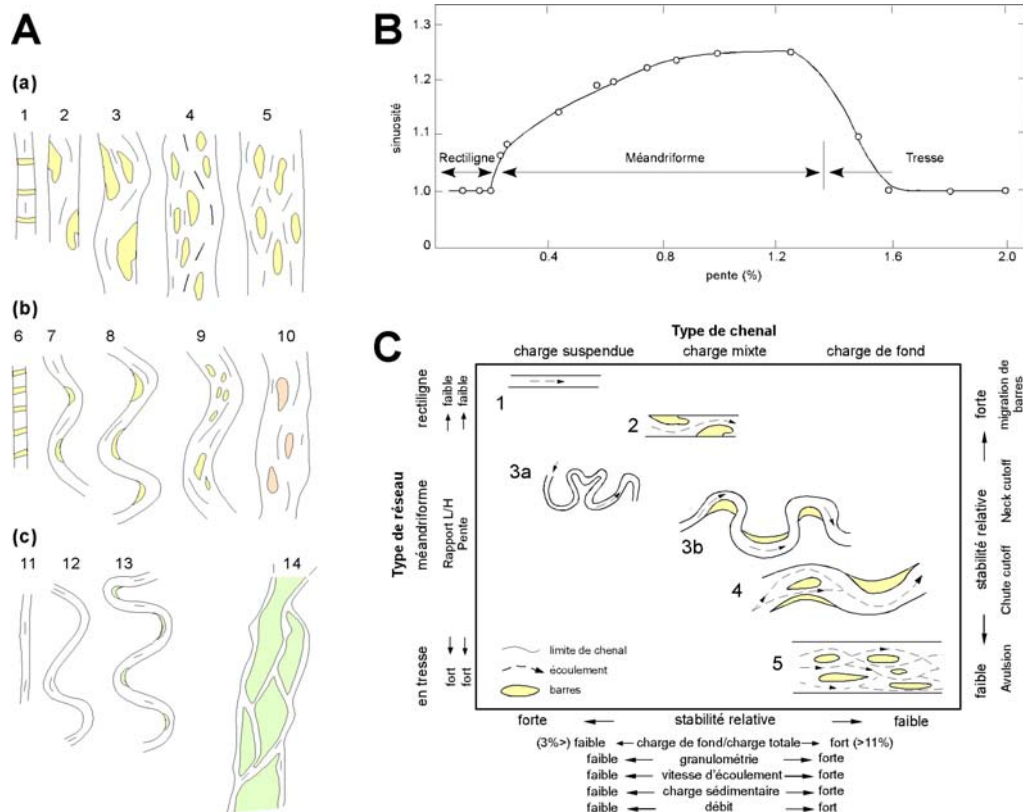 A
(a)
1 2 3 4 5
(b)
6 7 8 9 10
(c)
11 12 13 14
B
1.3
1.2
1.1
1.0
0
sinuosité
Rectiligne
Méandriforme
Tresse
0.4 0.8 1.2 1.6 2.0
pente (%)
C
Type de chenal
charge suspendue charge mixte charge de fond
Type de réseau
rectiligne
méandriforme
en tresse
Rapport L/H
Pente
faible
faible
fort
fort
1
2
3a
3b
4
5
limite de chenal
écoulement
barres
forte
stabilité relative
faible
migration de
barres
Neck cutoff
Chute cutoff
Avulsion
forte stabilité relative faible
(3%>) faible charge de fond/charge totale fort (>11%)
faible granulométrie forte
faible vitesse d'écoulement forte
faible charge sédimentaire forte
faible débit fort